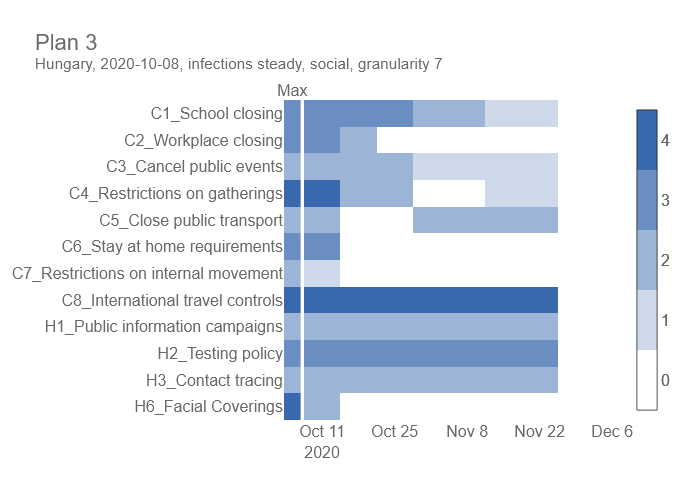 Plan 3
Hungary, 2020-10-08, infections steady, social, granularity 7
Max
C1_School closing
C2_Workplace closing
C3_Cancel public events
C4_Restrictions on gatherings
C5_Close public transport
C6_Stay at home requirements
C7_Restrictions on internal movement
C8_International travel controls
H1_Public information campaigns
H2_Testing policy
H3_Contact tracing
H6_Facial Coverings
Oct 11 Oct 25 Nov 8 Nov 22 Dec 6
2020
4
3
2
1
0